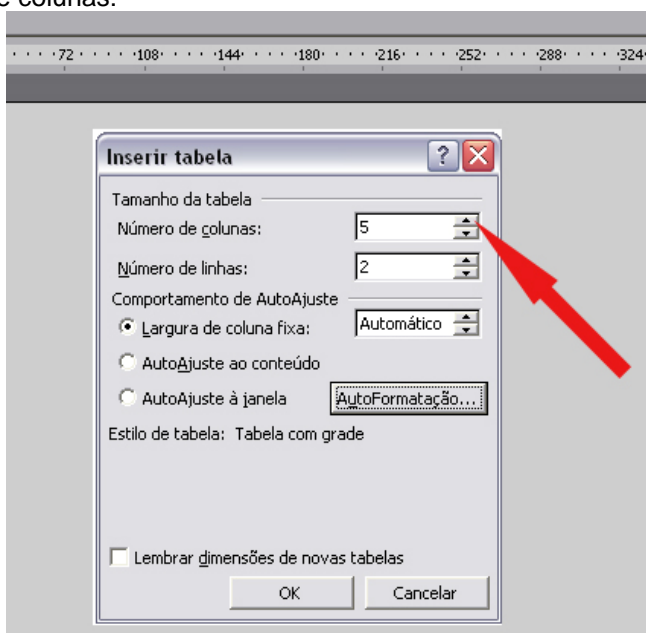 e colunas.
72 108 144 180 216 252 288 324
Inserir tabela
Tamanho da tabela
Número de colunas: 5
Número de linhas: 2
Comportamento de AutoAjuste
Largura de coluna fixa: Automático
AutoAjuste ao conteúdo
AutoAjuste à janela AutoFormatação...
Estilo de tabela: Tabela com grade
Lembrar dimensões de novas tabelas
OK Cancelar